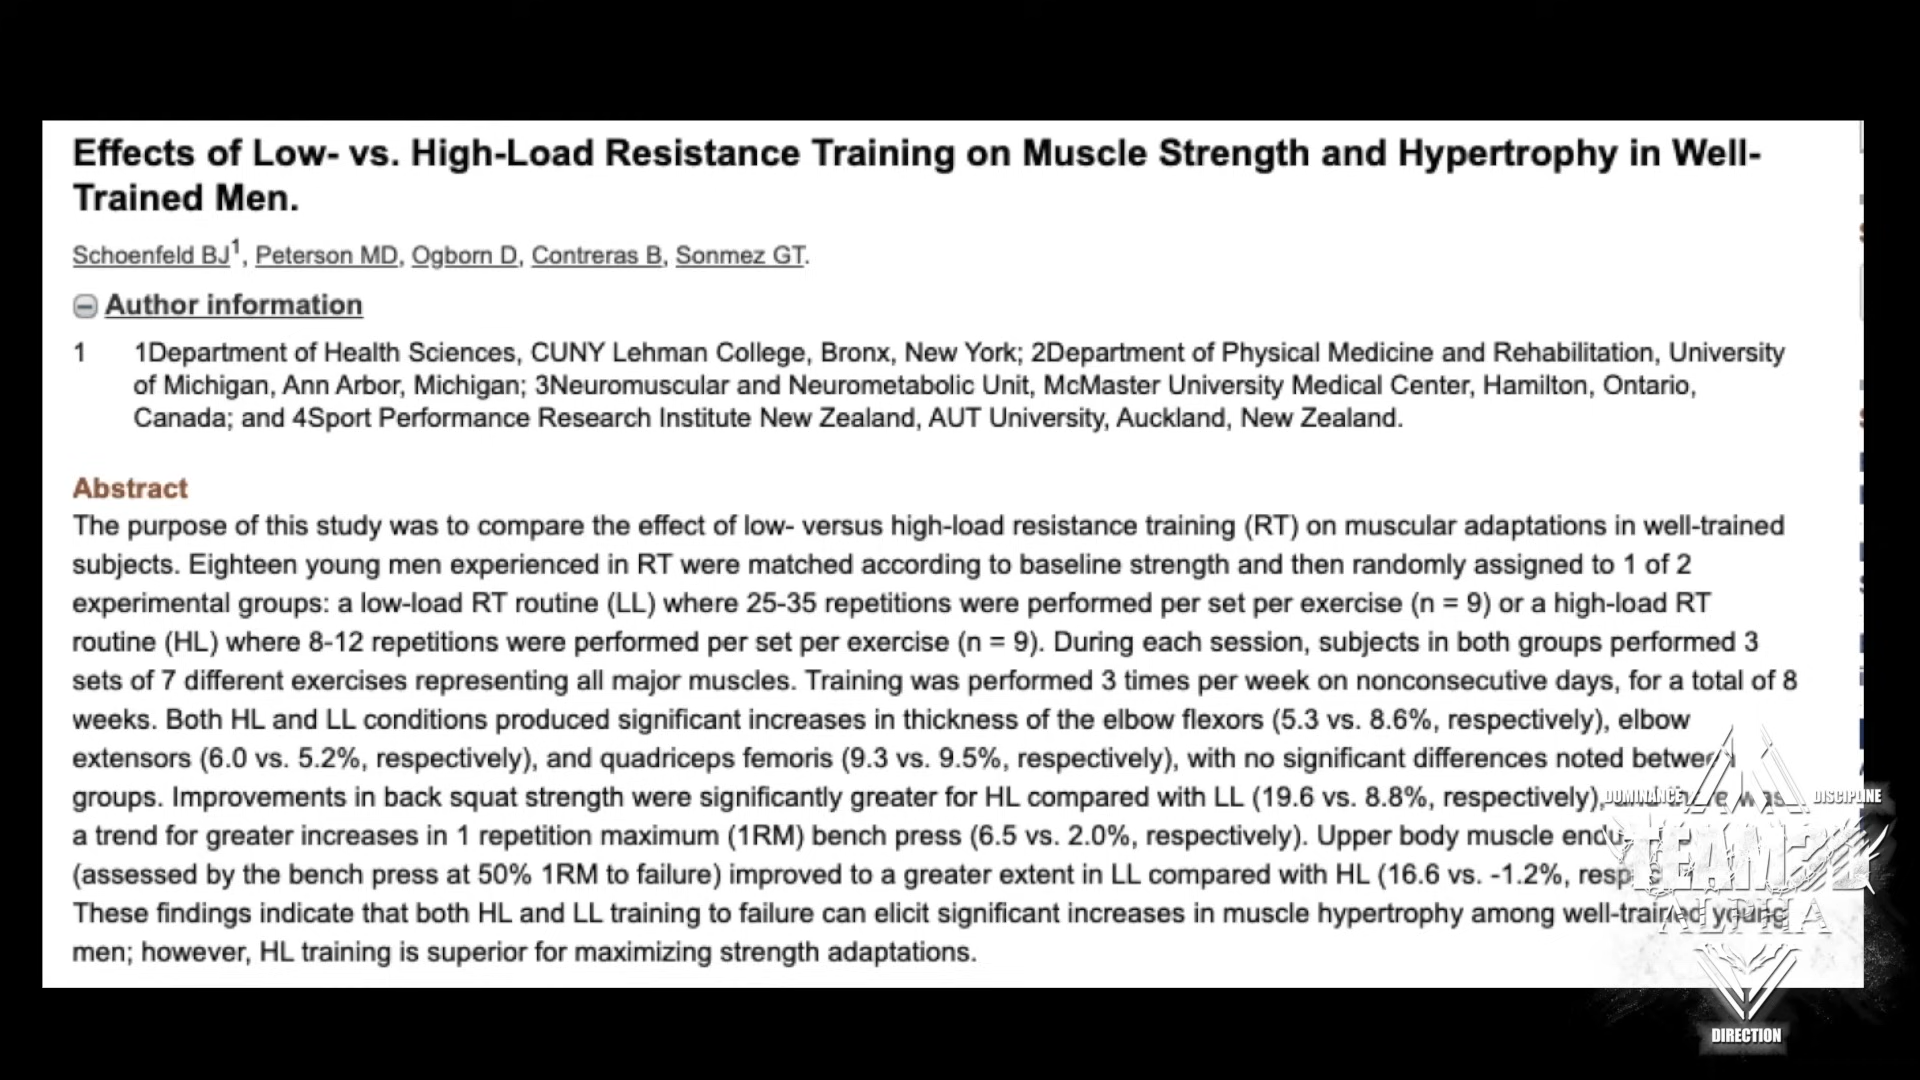 Effects of Low- vs. High-Load Resistance Training on Muscle Strength and Hypertrophy in Well-
Trained Men.
Schoenfeld BJ1, Peterson MD, Ogborn D, Contreras B, Sonmez GT.
Author information
1 1Department of Health Sciences, CUNY Lehman College, Bronx, New York; 2Department of Physical Medicine and Rehabilitation, University
of Michigan, Ann Arbor, Michigan; 3Neuromuscular and Neurometabolic Unit, McMaster University Medical Center, Hamilton, Ontario,
Canada; and 4Sport Performance Research Institute New Zealand, AUT University, Auckland, New Zealand.
Abstract
The purpose of this study was to compare the effect of low- versus high-load resistance training (RT) on muscular adaptations in well-trained
subjects. Eighteen young men experienced in RT were matched according to baseline strength and then randomly assigned to 1 of 2
experimental groups: a low-load RT routine (LL) where 25-35 repetitions were performed per set per exercise (n = 9) or a high-load RT
routine (HL) where 8-12 repetitions were performed per set per exercise (n = 9). During each session, subjects in both groups performed 3
sets of 7 different exercises representing all major muscles. Training was performed 3 times per week on nonconsecutive days, for a total of 8
weeks. Both HL and LL conditions produced significant increases in thickness of the elbow flexors (5.3 vs. 8.6%, respectively), elbow
extensors (6.0 vs. 5.2%, respectively), and quadriceps femoris (9.3 vs. 9.5%, respectively), with no significant differences noted between
groups. Improvements in back squat strength were significantly greater for HL compared with LL (19.6 vs. 8.8%, respectively), was
a trend for greater increases in 1 repetition maximum (1RM) bench press (6.5 vs. 2.0%, respectively). Upper body muscle
(assessed by the bench press at 50% 1RM to failure) improved to a greater extent in LL compared with HL (16.6 vs. -1.2%,
These findings indicate that both HL and LL training to failure can elicit significant increases in muscle hypertrophy among well-trained young
men; however, HL training is superior for maximizing strength adaptations.
DOMINANCE DISCIPLINE
ALPHA
DIRECTION